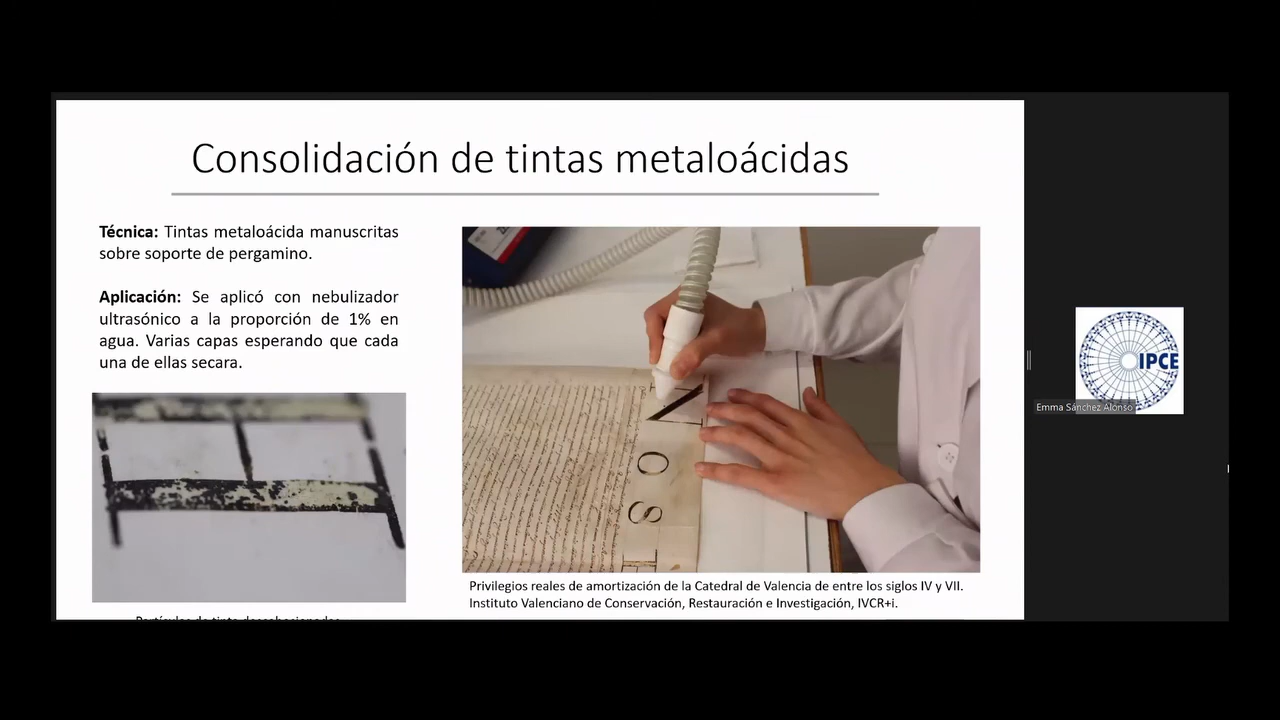 Consolidación de tintas metaloácidas
Técnica: Tintas metaloácida manuscritas
sobre soporte de pergamino.
Aplicación: Se aplicó con nebulizador
ultrasónico a la proporción de 1% en
agua. Varias capas esperando que cada
una de ellas secara.
Privilegios reales de amortización de la Catedral de Valencia de entre los siglos IV y VII.
Instituto Valenciano de Conservación, Restauración e Investigación, IVCR+i.
IPCE
Emma Sánchez Alonso